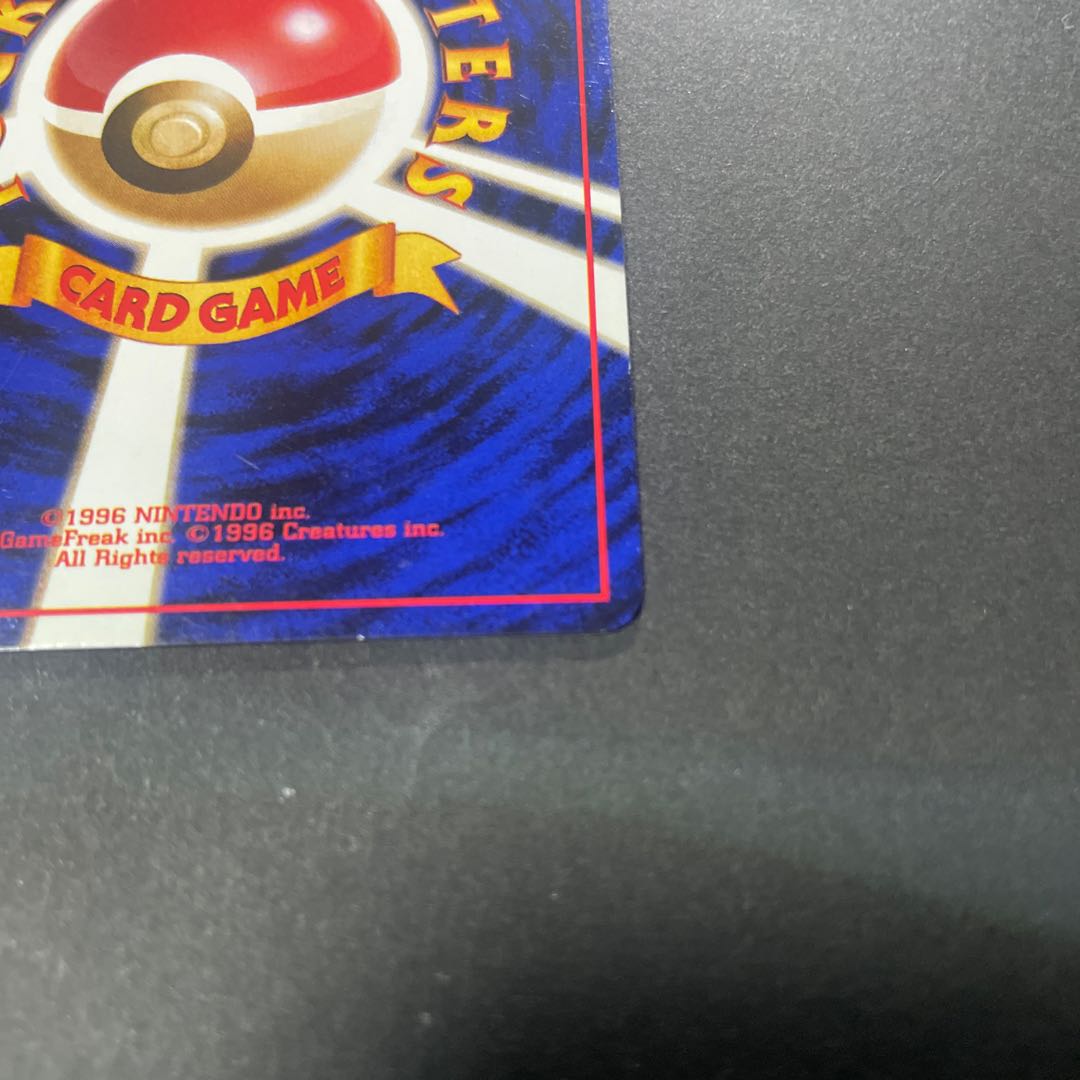 TERS
CARD GAME
©1996 NINTENDO inc.
GameFreak inc. ©1996 Creatures inc.
All Rights reserved.